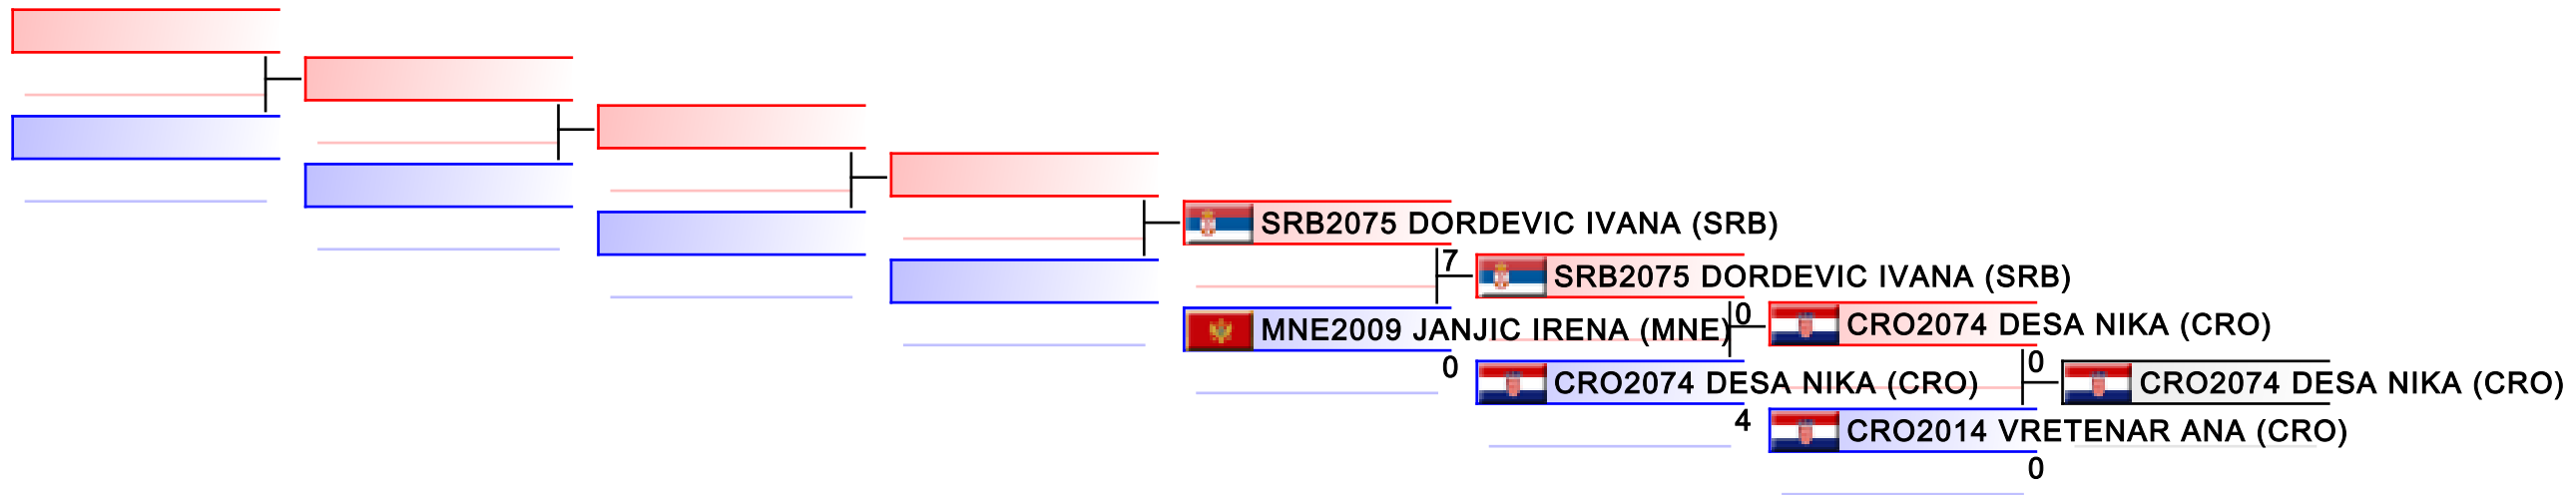 SRB2075 DORDEVIC IVANA (SRB)
7
SRB2075 DORDEVIC IVANA (SRB)
MNE2009 JANJIC IRENA (MNE)
0
0
CRO2074 DESA NIKA (CRO)
CRO2074 DESA NIKA (CRO)
4
0
CRO2074 DESA NIKA (CRO)
CRO2014 VRETENAR ANA (CRO)
0